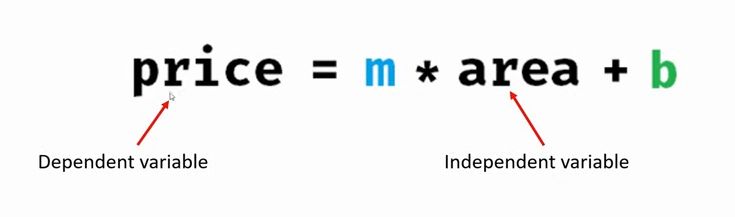 price = m * area + b
Dependent variable
Independent variable